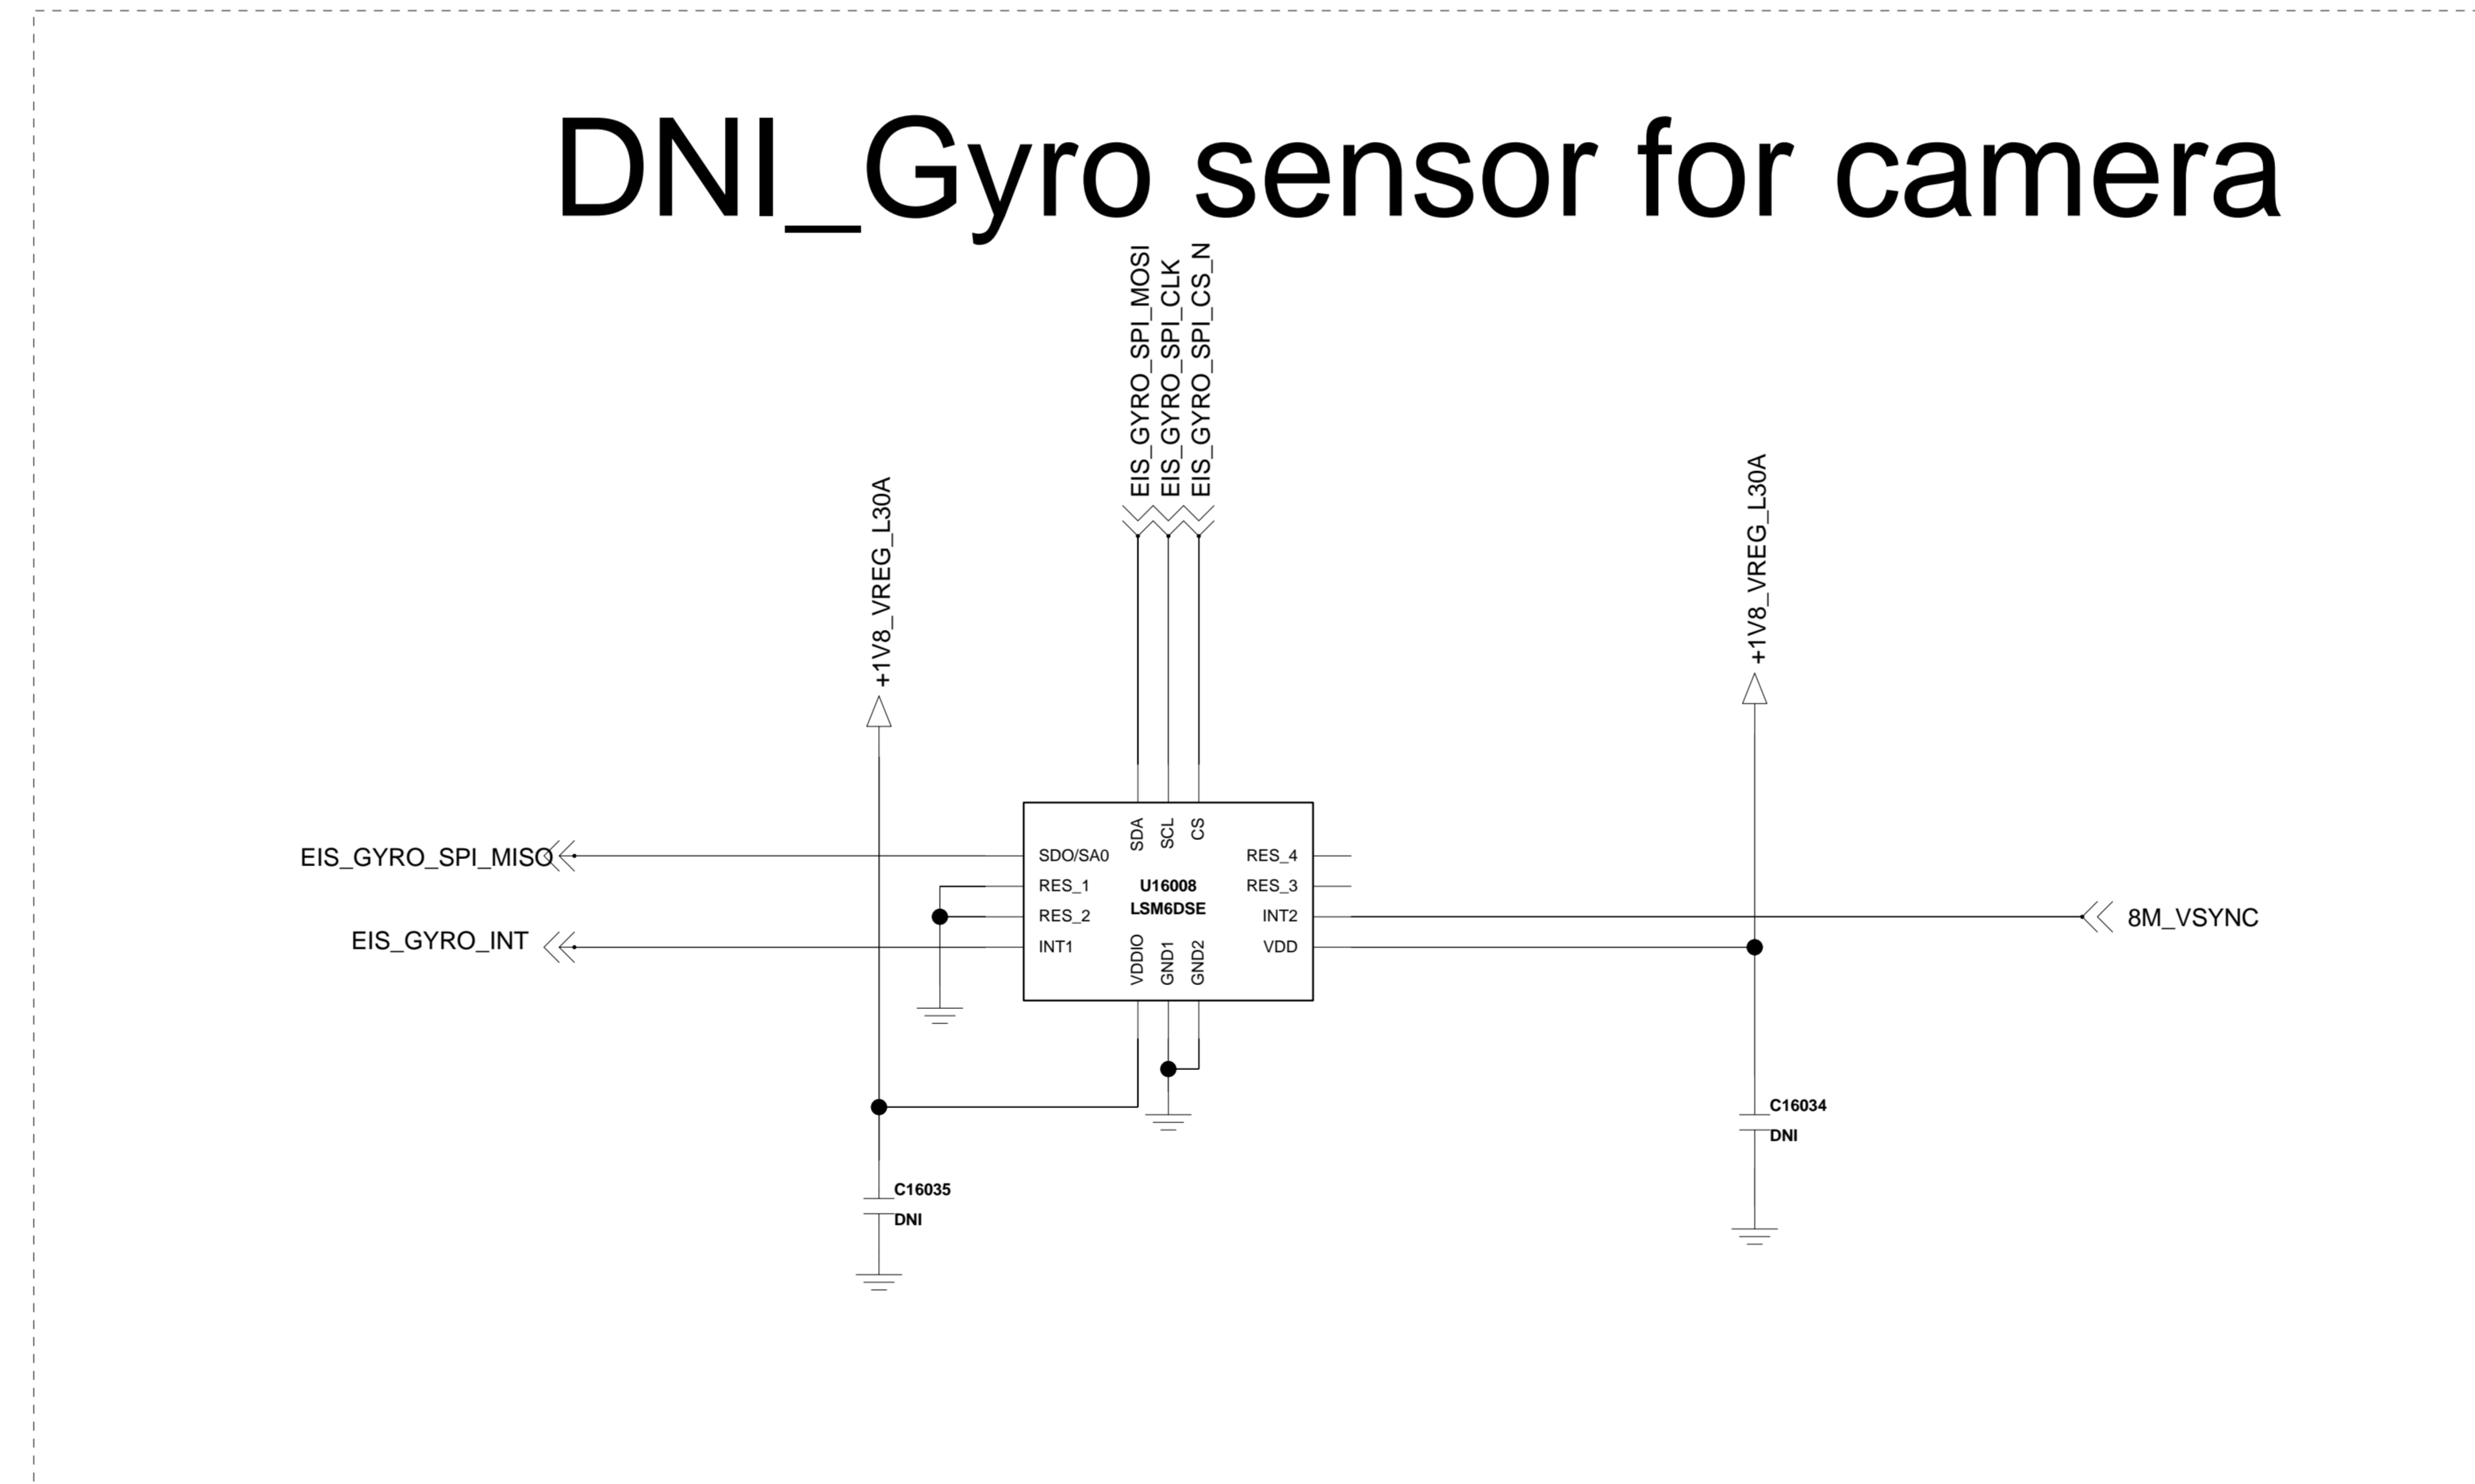 DNI_Gyro sensor for camera
EIS_GYRO_SPI_MOSI
EIS_GYRO_SPI_CLK
EIS_GYRO_SPI_CS_N
+1V8_VREG_L30A
+1V8_VREG_L30A
SDA
SCL
CS
EIS_GYRO_SPI_MISO
SDO/SA0
RES_4
RES_1
U16008
RES_3
RES_2
LSM6DSE
INT2
8M_VSYNC
EIS_GYRO_INT
INT1
VDDIO
GND1
GND2
VDD
C16034
DNI
C16035
DNI